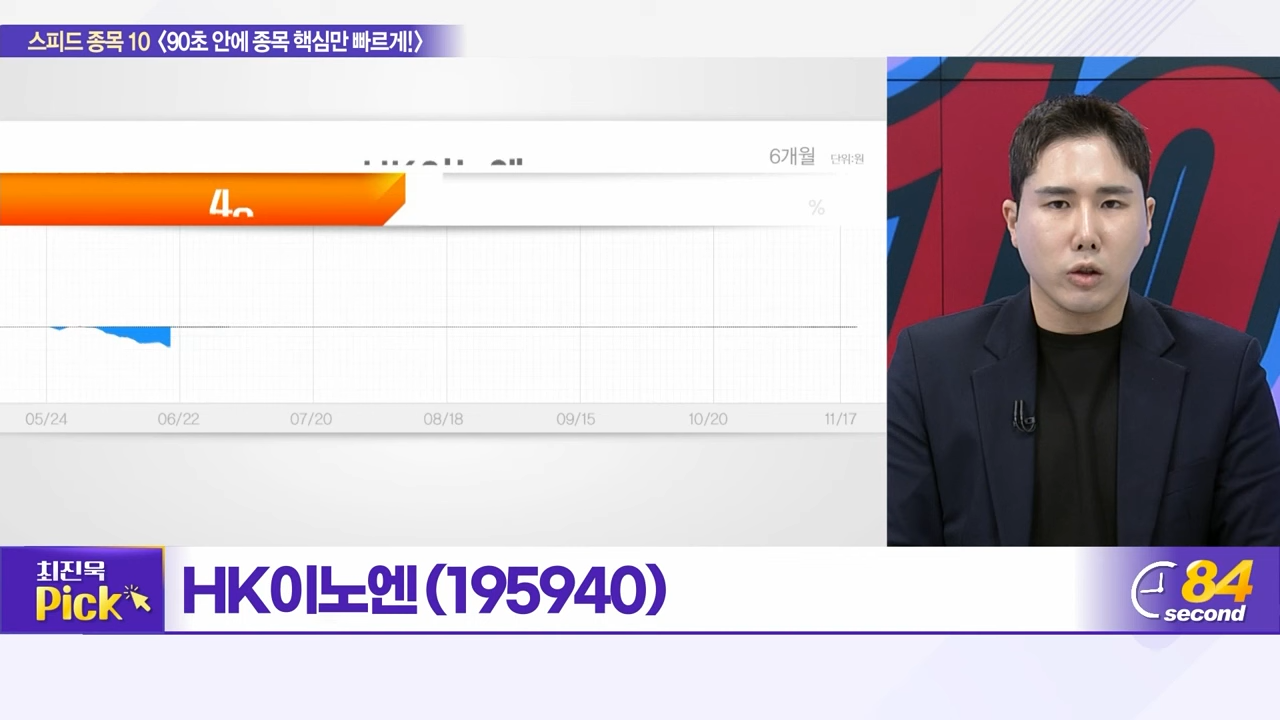 스피드 종목 10 〈90초 안에 종목 핵심만 빠르게!〉
6개월 단위:원
%
05/24 06/22 07/20 08/18 09/15 10/20 11/17
최진욱
Pick
HK이노엔(195940)
84
second